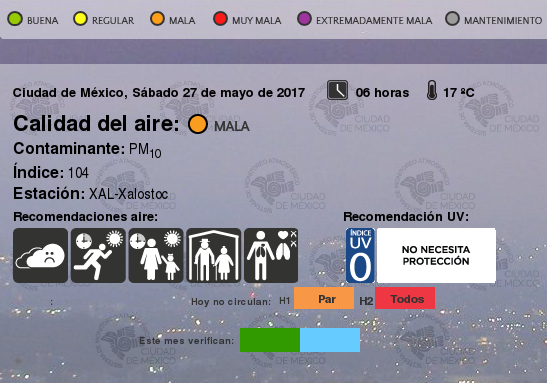 BUENA REGULAR MALA MUY MALA EXTREMADAMENTE MALA MANTENIMIENTO
Ciudad de México, Sábado 27 de mayo de 2017 06 horas 17 ºC
Calidad del aire: MALA
Contaminante: PM10
Índice: 104
Estación: XAL-Xalostoc
Recomendaciones aire: Recomendación UV:
ÍNDICE UV 0
NO NECESITA PROTECCIÓN
: Hoy no circulan: H1 Par H2 Todos
Este mes verifican:
CIUDAD DE MÉXICO